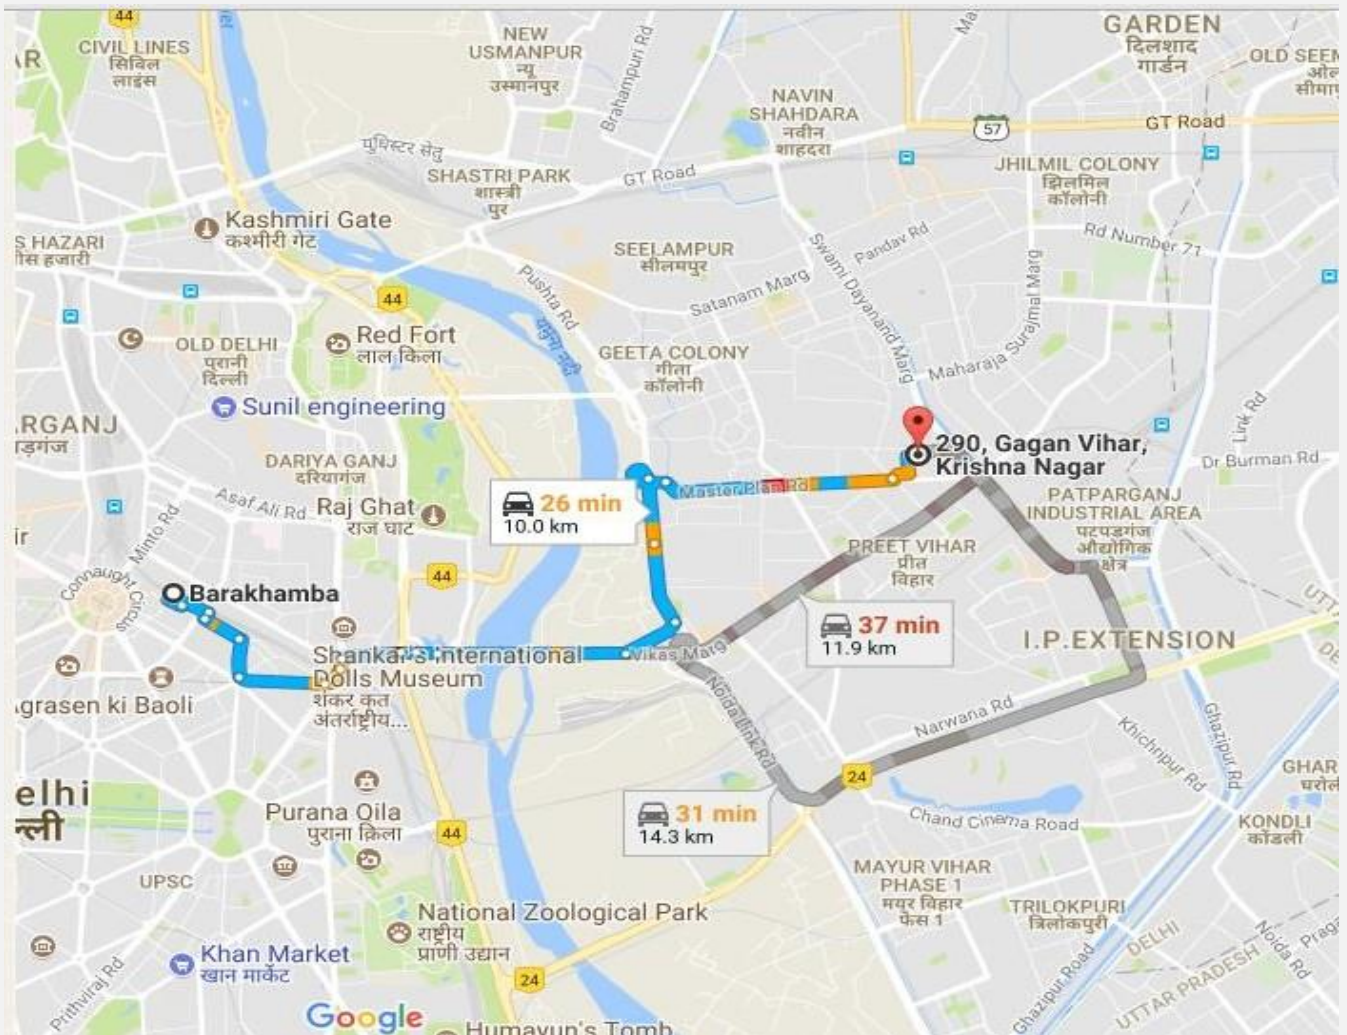 44
CIVIL LINES
सिविल
लाइंस
NEW
USMANPUR
न्यू
उस्मानपुर
Brahampuri Rd
GARDEN
दिलशाद
गार्डन
OLD SEEM
NAVIN
SHAHDARA
नवीन
शाहदरा
57
GT Road
JHILMIL COLONY
झिलमिल
कॉलोनी
युधिस्टर सेतु
SHASTRI PARK
शास्त्री
पुर
GT Road
Kashmiri Gate
कश्मीरी गेट
S HAZARI
ीस हजारी
SEELAMPUR
सीलमपुर
Pandav Rd
Rd Number 71
Swami Dayanand Marg
Maharaja Surajmal Marg
Pushta Rd
Satanam Marg
44
यमुना नदी
Red Fort
लाल किला
OLD DELHI
पुरानी
दिल्ली
GEETA COLONY
गीता
कॉलोनी
Sunil engineering
ARGANJ
ड़गंज
Link Rd
290, Gagan Vihar,
Krishna Nagar
Dr Burman Rd
DARIYA GANJ
दरियागंज
Asaf Ali Rd
Raj Ghat
राज घाट
Master Plan Rd
26 min
10.0 km
PATPARGANJ
INDUSTRIAL AREA
पटपड़गंज
औद्योगिक
क्षेत्र
Minto Rd
ir
PREET VIHAR
प्रीत
विहार
44
Connaught Circus
Barakhamba
37 min
11.9 km
I.P.EXTENSION
Shankar's International
Dolls Museum
शंकर कृत
अंतर्राष्ट्रीय...
Vikas Marg
Agrasen ki Baoli
Noida Link Rd
Narwana Rd
Khichripur Rd
Ghazipur Rd
24
elhi
ल्ली
Purana Qila
पुराना क़िला
44
31 min
14.3 km
Chand Cinema Road
GHAR
KONDLI
कोंडली
UPSC
MAYUR VIHAR
PHASE 1
मयूर विहार
फेस 1
TRILOKPURI
त्रिलोकपुरी
National Zoological Park
राष्ट्रीय
प्राणी उद्यान
Khan Market
खान मार्केट
Prithviraj Rd
24
DELHI
UTTAR PRADESH
Noida Rd
Ghazipur Road
Google
Humayun's Tomb